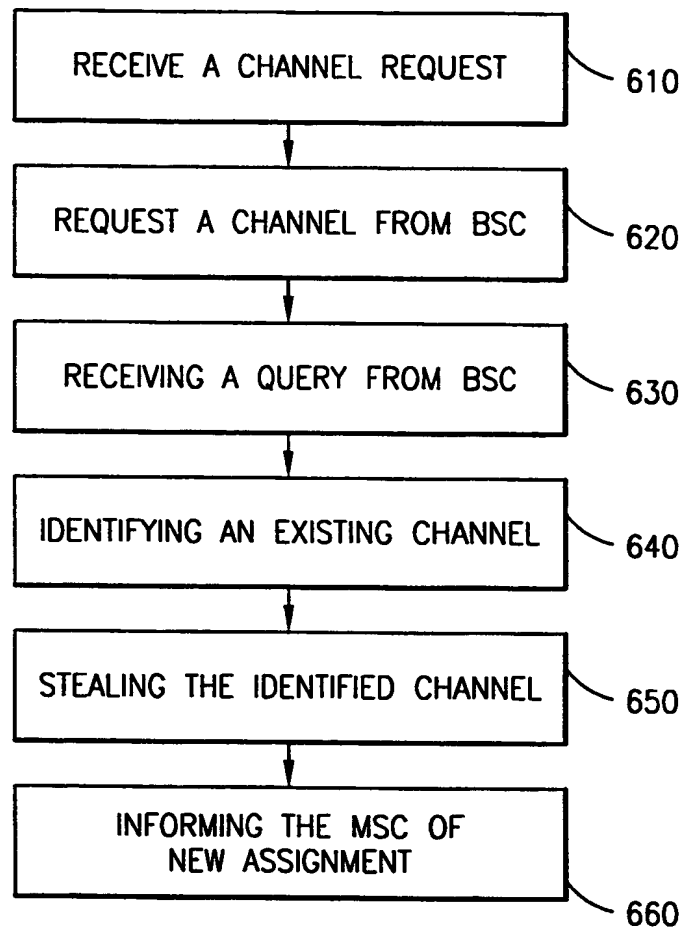 RECEIVE A CHANNEL REQUEST
610
REQUEST A CHANNEL FROM BSC
620
RECEIVING A QUERY FROM BSC
630
IDENTIFYING AN EXISTING CHANNEL
640
STEALING THE IDENTIFIED CHANNEL
650
INFORMING THE MSC OF
NEW ASSIGNMENT
660